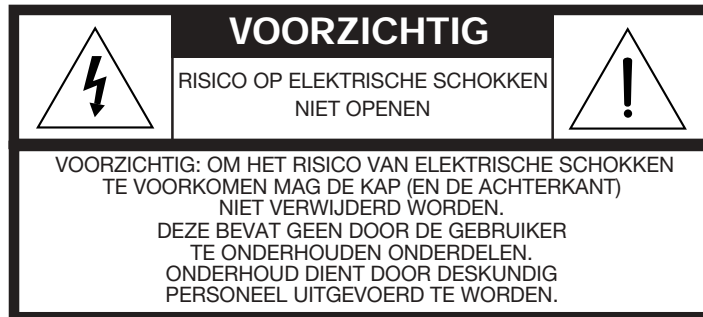 VOORZICHTIG
RISICO OP ELEKTRISCHE SCHOKKEN
NIET OPENEN
VOORZICHTIG: OM HET RISICO VAN ELEKTRISCHE SCHOKKEN
TE VOORKOMEN MAG DE KAP (EN DE ACHTERKANT)
NIET VERWIJDERD WORDEN.
DEZE BEVAT GEEN DOOR DE GEBRUIKER
TE ONDERHOUDEN ONDERDELEN.
ONDERHOUD DIENT DOOR DESKUNDIG
PERSONEEL UITGEVOERD TE WORDEN.